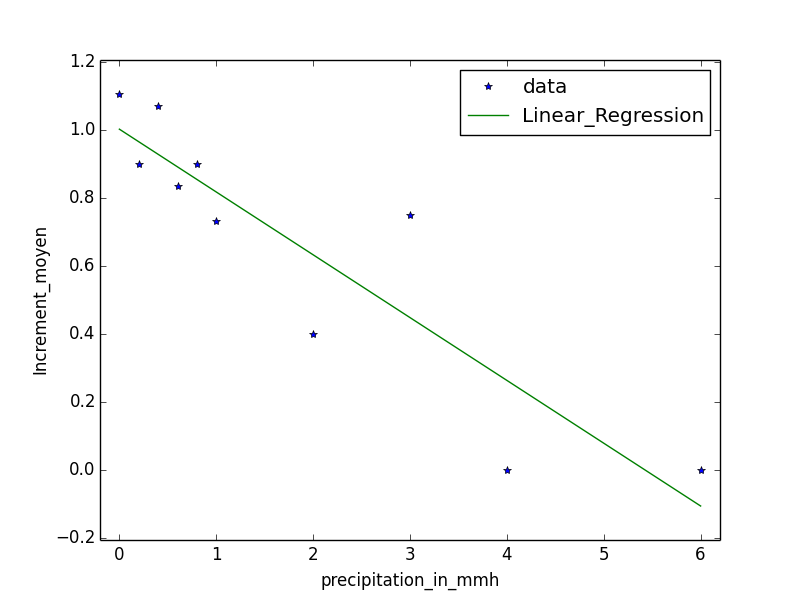 1.2
1.0
0.8
0.6
0.4
0.2
0.0
−0.2
Increment_moyen
data
Linear_Regression
0 1 2 3 4 5 6
precipitation_in_mmh